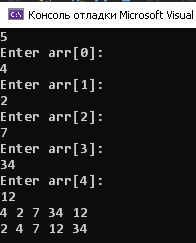 Консоль отладки Microsoft Visual
5
Enter arr[0]:
4
Enter arr[1]:
2
Enter arr[2]:
7
Enter arr[3]:
34
Enter arr[4]:
12
4 2 7 34 12
2 4 7 12 34